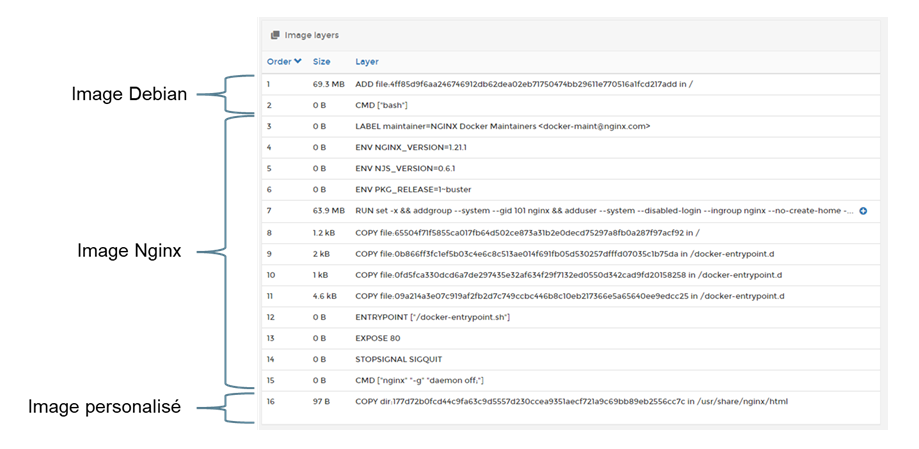 Image layers
Order Size Layer
1 69.3 MB ADD file:4ff85d9f6aa246746912db62dea02eb71750474bb29611e770516a1fcd217add in /
2 0 B CMD ["bash"]
Image Debian
3 0 B LABEL maintainer=NGINX Docker Maintainers <docker-maint@nginx.com>
4 0 B ENV NGINX_VERSION=1.21.1
5 0 B ENV NJS_VERSION=0.6.1
6 0 B ENV PKG_RELEASE=1~buster
7 63.9 MB RUN set -x && addgroup --system --gid 101 nginx && adduser --system --disabled-login --ingroup nginx --no-create-home -...
8 1.2 kB COPY file:65504f71f5855ca017fb64d502ce873a31b2e0decd75297a8fb0a287f97acf92 in /
9 2 kB COPY file:0b866ff3fc1ef5b03c4e6c8c513ae014f691fb05d530257dfffd07035c1b75da in /docker-entrypoint.d
Image Nginx
10 1 kB COPY file:0fd5fca330dcd6a7de297435e32af634f29f7132ed0550d342cad9fd20158258 in /docker-entrypoint.d
11 4.6 kB COPY file:09a214a3e07c919af2fb2d7c749ccbc446b8c10eb217366e5a65640ee9edcc25 in /docker-entrypoint.d
12 0 B ENTRYPOINT ["/docker-entrypoint.sh"]
13 0 B EXPOSE 80
14 0 B STOPSIGNAL SIGQUIT
15 0 B CMD ["nginx" "-g" "daemon off;"]
16 97 B COPY dir:177d72b0fcd44c9fa63c9d5557d230ccea9351aecf721a9c69bb89eb2556cc7c in /usr/share/nginx/html
Image personalisé